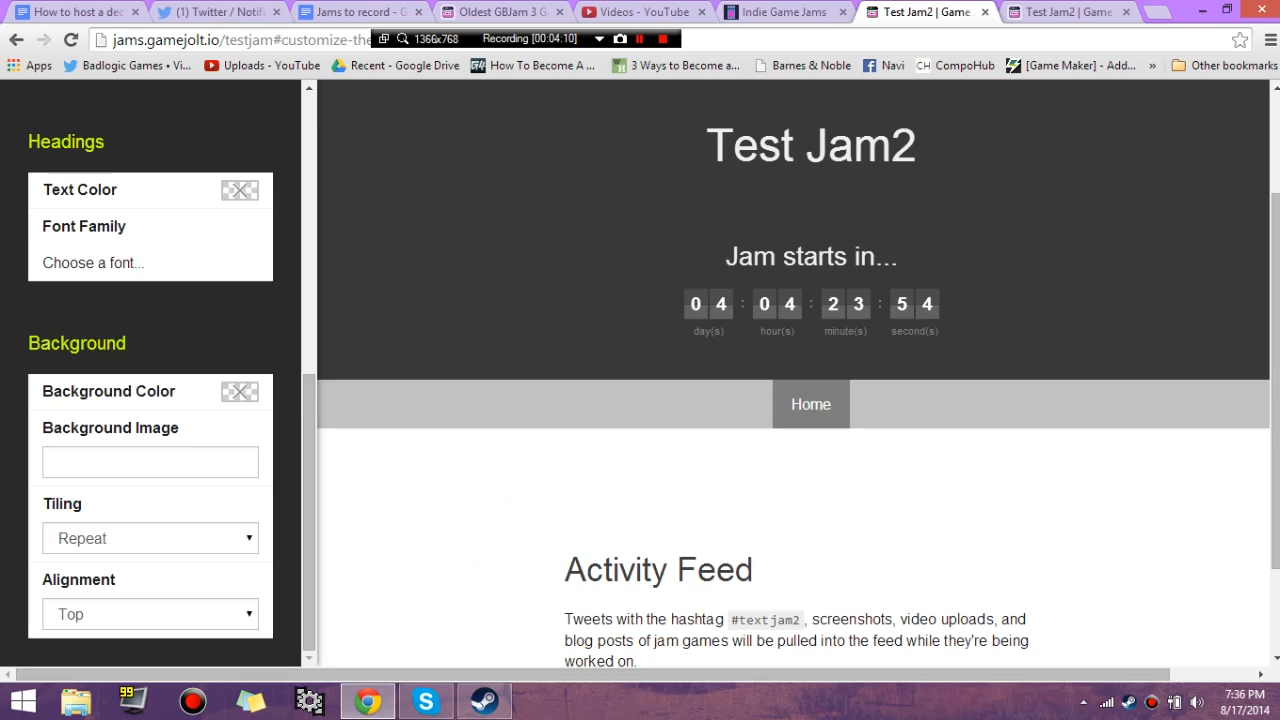 How to host a dec
(1) Twitter / Notifi
Jams to record - G
Oldest GBJam 3 G
Videos - YouTube
Indie Game Jams
Test Jam2 | Game
Test Jam2 | Game
jams.gamejolt.io/testjam#customize-the
1366x768
Recording [00:04:10]
Apps
Badlogic Games • Vi...
Uploads - YouTube
Recent - Google Drive
How To Become A ...
3 Ways to Become a...
Barnes & Noble
Navi
CH CompoHub
[Game Maker] - Add...
»
Other bookmarks
Headings
Text Color
Font Family
Choose a font...
Background
Background Color
Background Image
Tiling
Repeat
Alignment
Top
Test Jam2
Jam starts in...
04 : 04 : 23 : 54
day(s) hour(s) minute(s) second(s)
Home
Activity Feed
Tweets with the hashtag #textjam2, screenshots, video uploads, and
blog posts of jam games will be pulled into the feed while they're being
worked on.
99
7:36 PM
8/17/2014